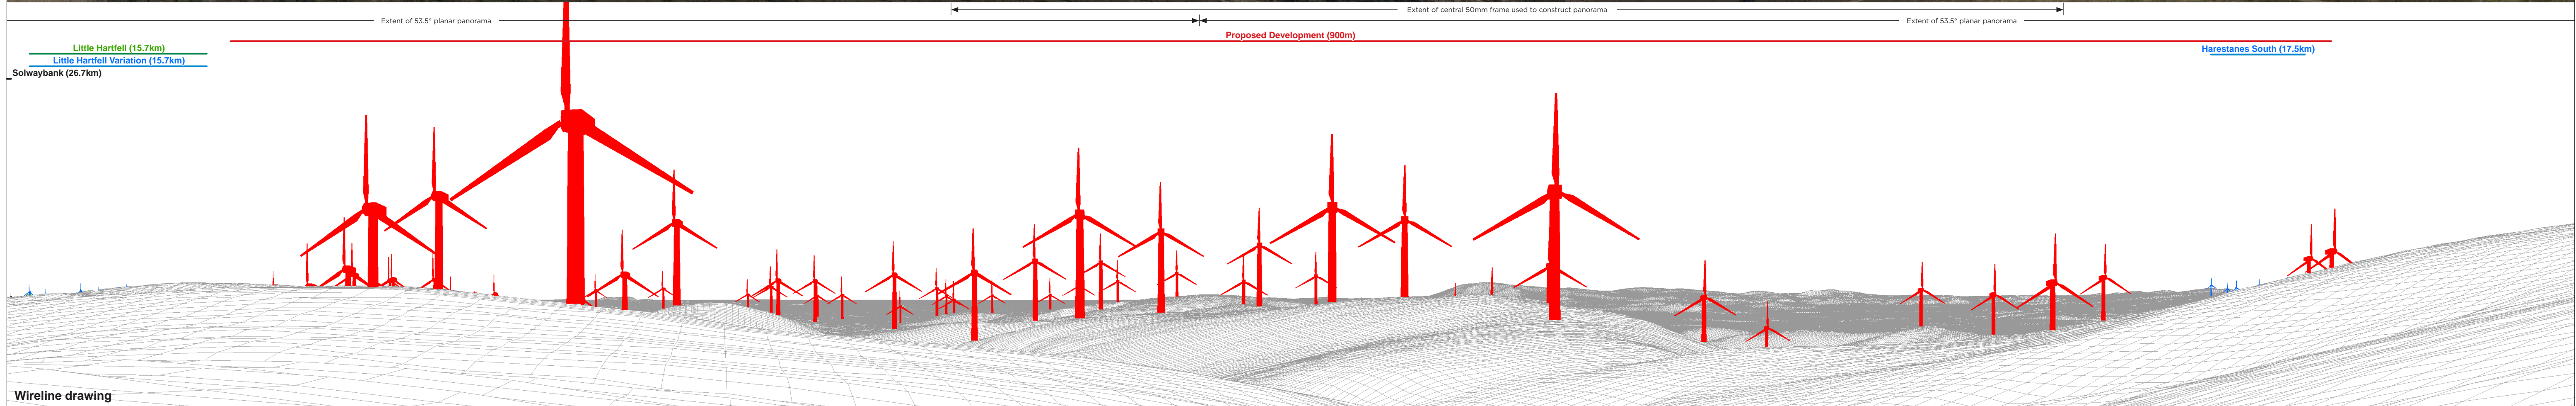 Extent of central 50mm frame used to construct panorama
Extent of 53.5° planar panorama
Extent of 53.5° planar panorama
Proposed Development (900m)
Little Hartfell (15.7km)
Harestanes South (17.5km)
Little Hartfell Variation (15.7km)
Solwaybank (26.7km)
Wireline drawing